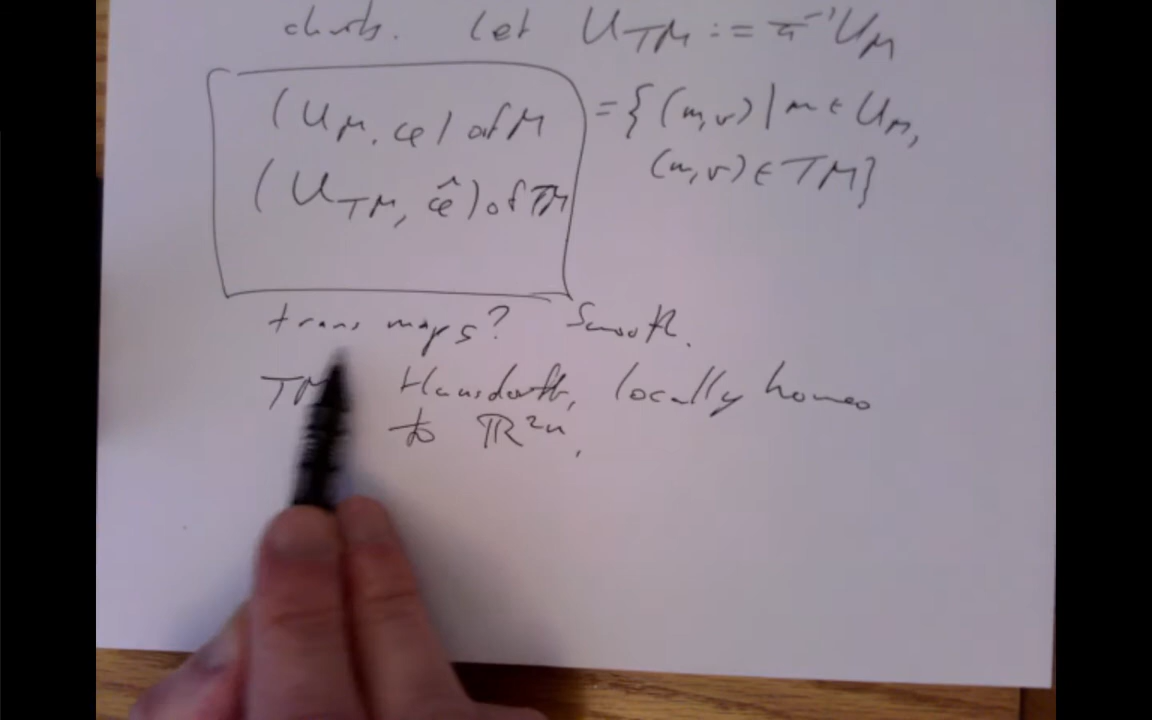 charts. Let U_TM := π⁻¹U_M
(U_M, φ) of M = {(m,v) | m ∈ U_M,
(U_TM, φ̂) of TM (m,v) ∈ TM}
trans maps? Smooth.
TM Hausdorff, locally homeo
to ℝ²ⁿ,